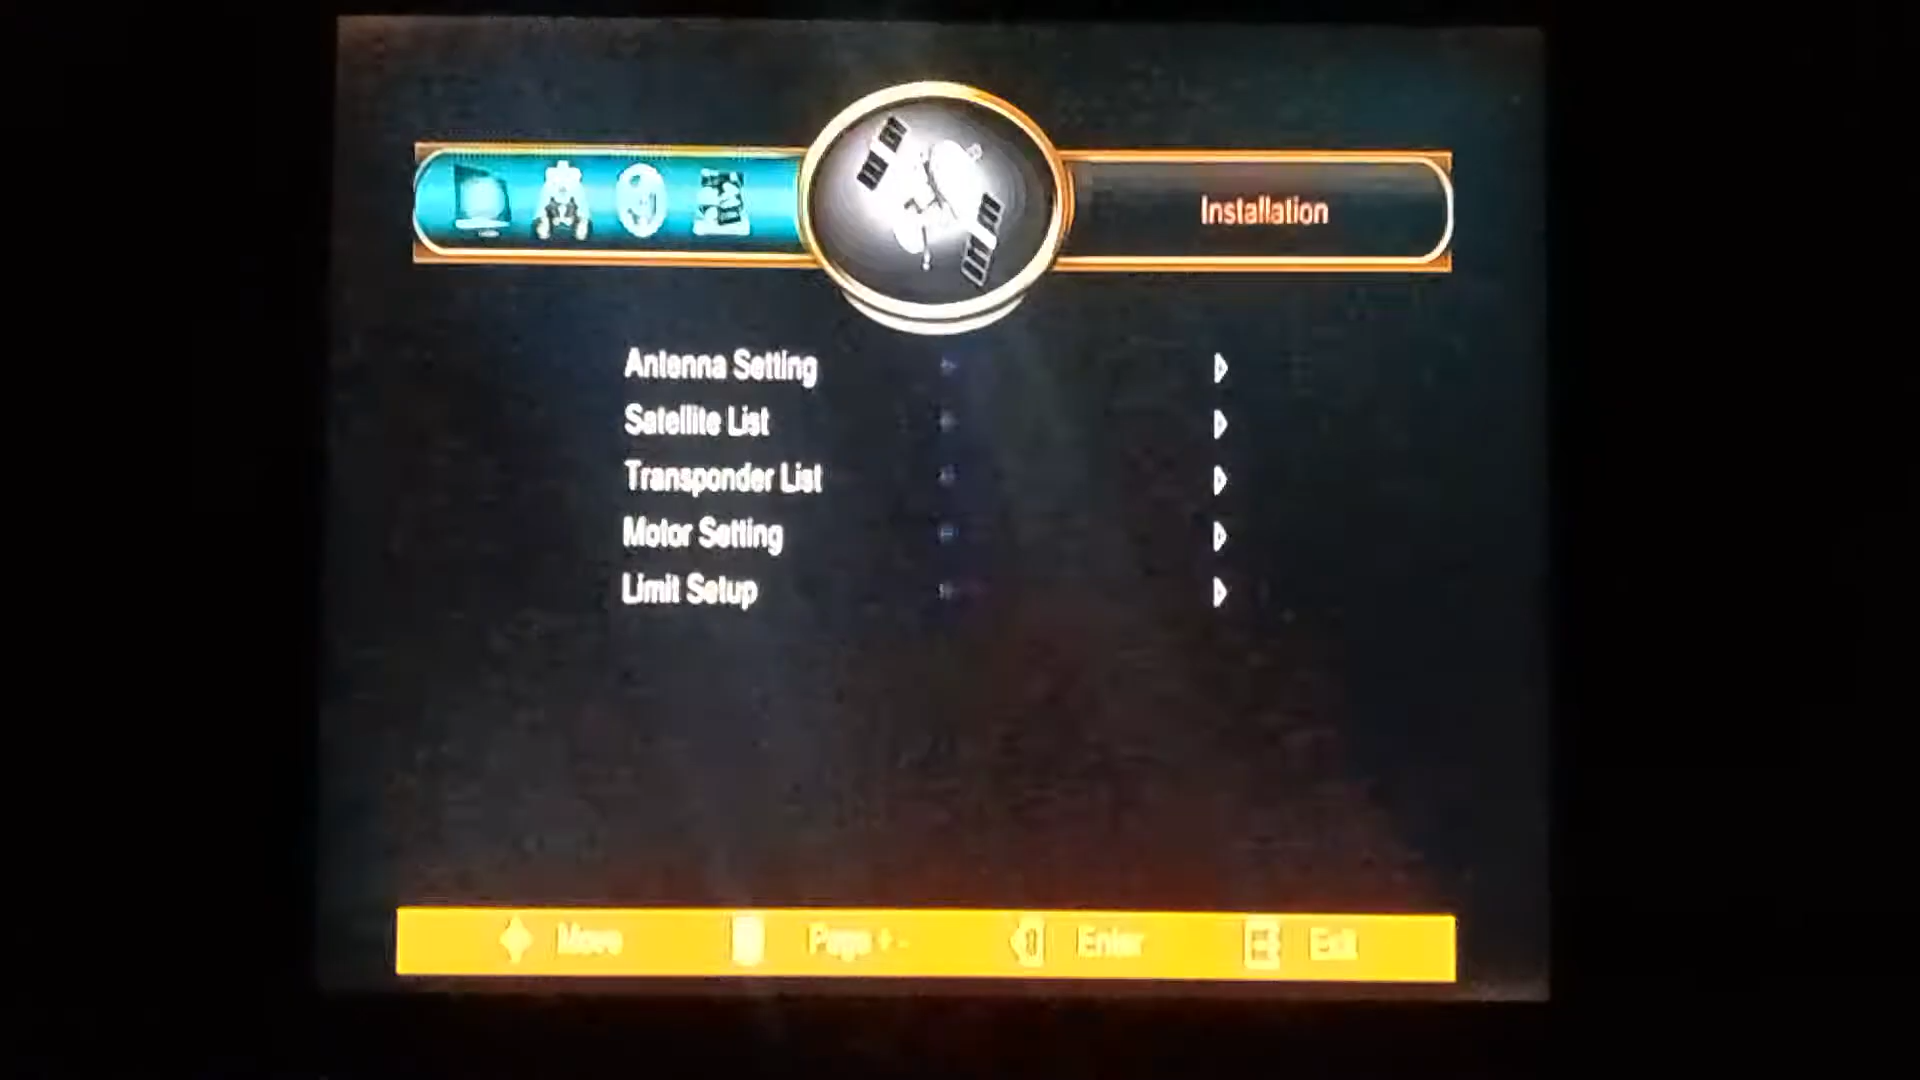 Installation
Antenna Setting
Satellite List
Transponder List
Motor Setting
Limit Setup
Move Page + - Enter Exit